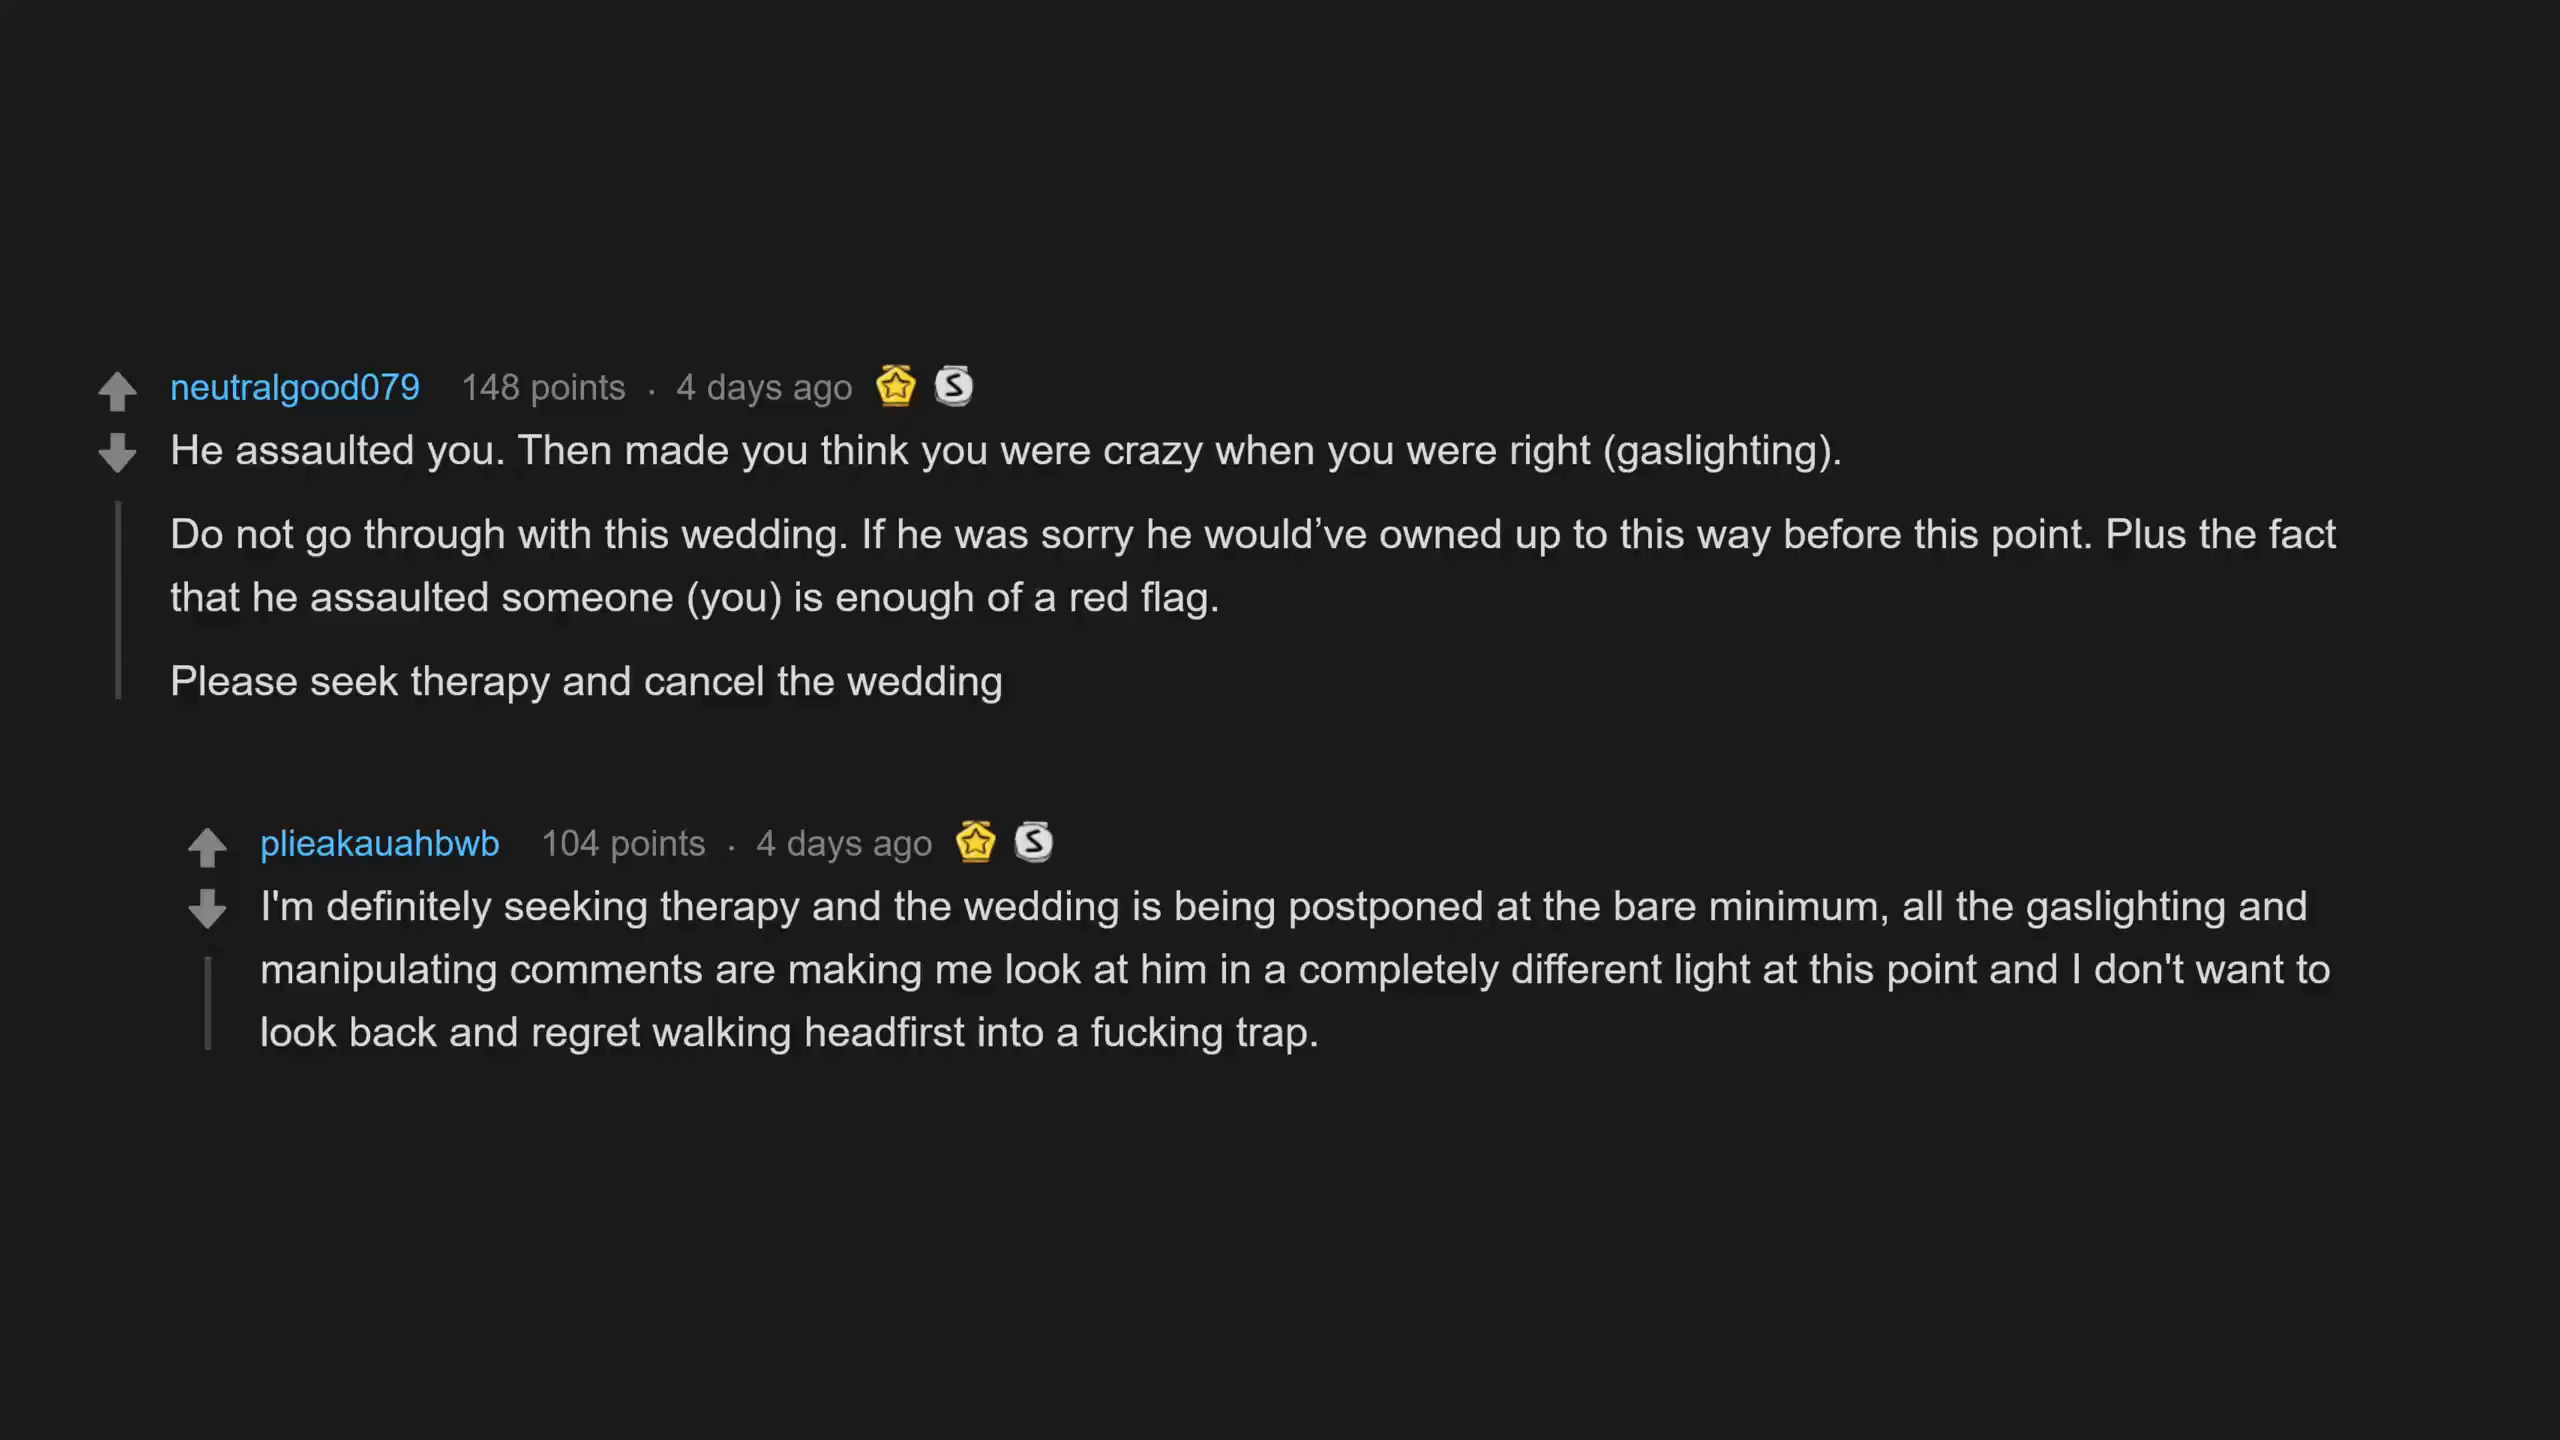 neutralgood079 148 points · 4 days ago S
He assaulted you. Then made you think you were crazy when you were right (gaslighting).
Do not go through with this wedding. If he was sorry he would’ve owned up to this way before this point. Plus the fact
that he assaulted someone (you) is enough of a red flag.
Please seek therapy and cancel the wedding
plieakauahbwb 104 points · 4 days ago S
I'm definitely seeking therapy and the wedding is being postponed at the bare minimum, all the gaslighting and
manipulating comments are making me look at him in a completely different light at this point and I don't want to
look back and regret walking headfirst into a fucking trap.